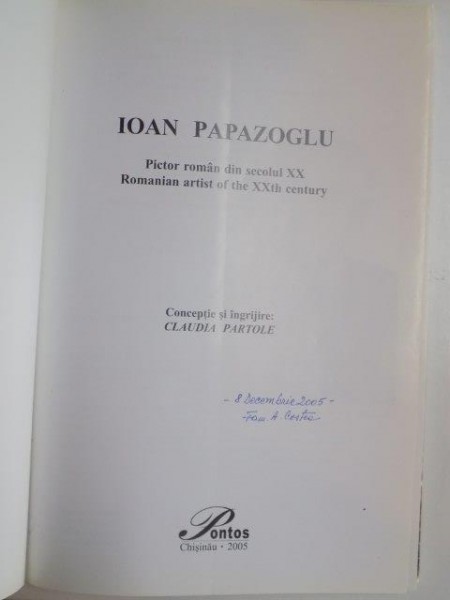 IOAN PAPAZOGLU
Pictor român din secolul XX
Romanian artist of the XXth century
Concepție și îngrijire:
CLAUDIA PARTOLE
- 8 Decembrie 2005 -
A.
Pontos
Chișinău · 2005